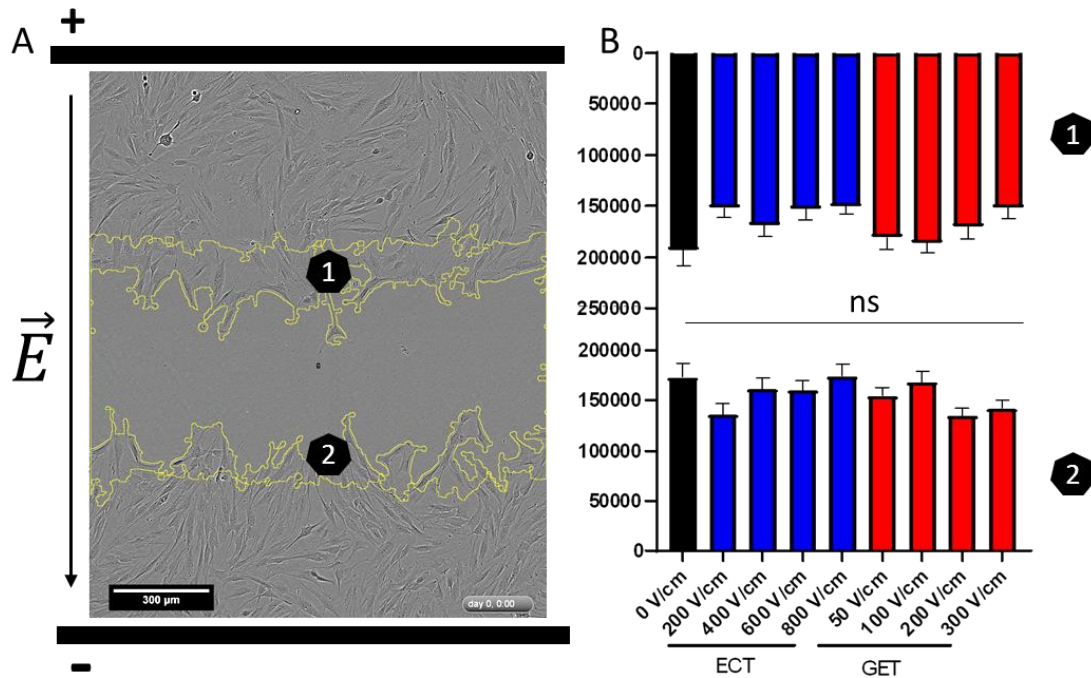 A
+
E
1
2
300 µm
day 0, 0:00
-
B
0
50000
100000
150000
200000
250000
300000
1
ns
200000
150000
100000
50000
0
2
0 V/cm
200 V/cm
400 V/cm
600 V/cm
800 V/cm
50 V/cm
100 V/cm
200 V/cm
300 V/cm
ECT
GET